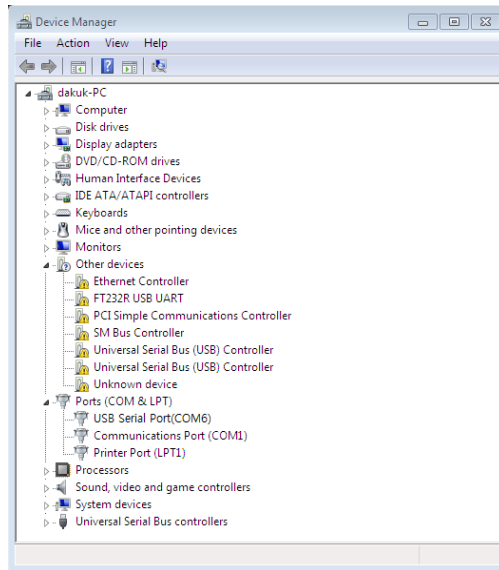 Device Manager
File Action View Help
dakuk-PC
Computer
Disk drives
Display adapters
DVD/CD-ROM drives
Human Interface Devices
IDE ATA/ATAPI controllers
Keyboards
Mice and other pointing devices
Monitors
Other devices
Ethernet Controller
FT232R USB UART
PCI Simple Communications Controller
SM Bus Controller
Universal Serial Bus (USB) Controller
Universal Serial Bus (USB) Controller
Unknown device
Ports (COM & LPT)
USB Serial Port(COM6)
Communications Port (COM1)
Printer Port (LPT1)
Processors
Sound, video and game controllers
System devices
Universal Serial Bus controllers